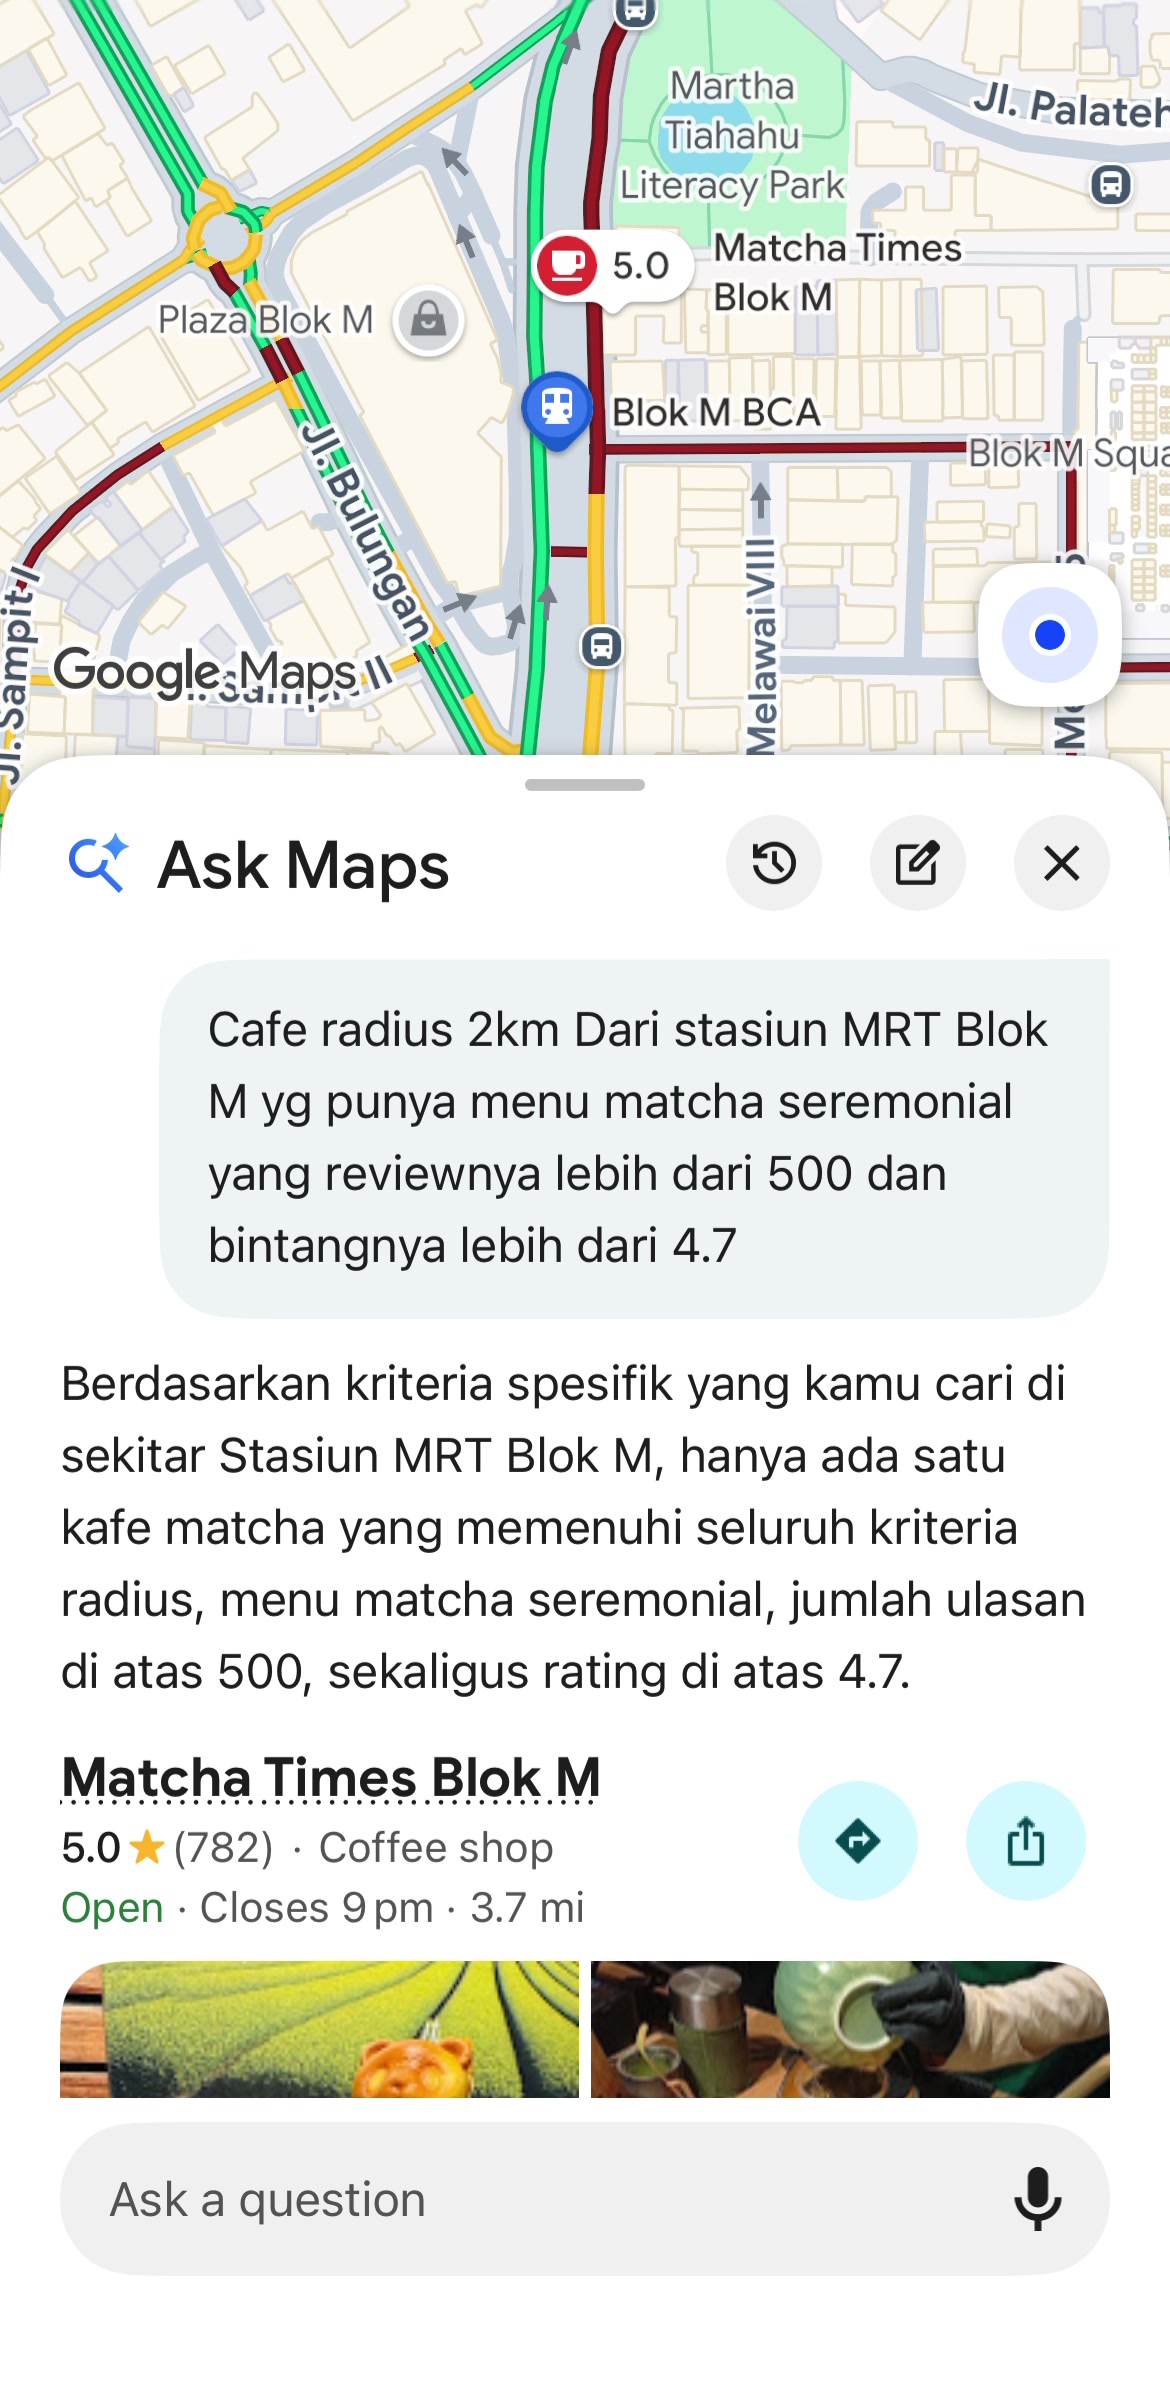 Martha
Tiahahu
Literacy Park
Jl. Palateh
5.0
Matcha Times
Blok M
Plaza Blok M
Blok M BCA
Blok M Squa
Jl. Bulungan
Melawai VIII
Jl. Sampit I
Google Maps
Ask Maps
Cafe radius 2km Dari stasiun MRT Blok
M yg punya menu matcha seremonial
yang reviewnya lebih dari 500 dan
bintangnya lebih dari 4.7
Berdasarkan kriteria spesifik yang kamu cari di
sekitar Stasiun MRT Blok M, hanya ada satu
kafe matcha yang memenuhi seluruh kriteria
radius, menu matcha seremonial, jumlah ulasan
di atas 500, sekaligus rating di atas 4.7.
Matcha Times Blok M
5.0 ★ (782) · Coffee shop
Open · Closes 9 pm · 3.7 mi
Ask a question